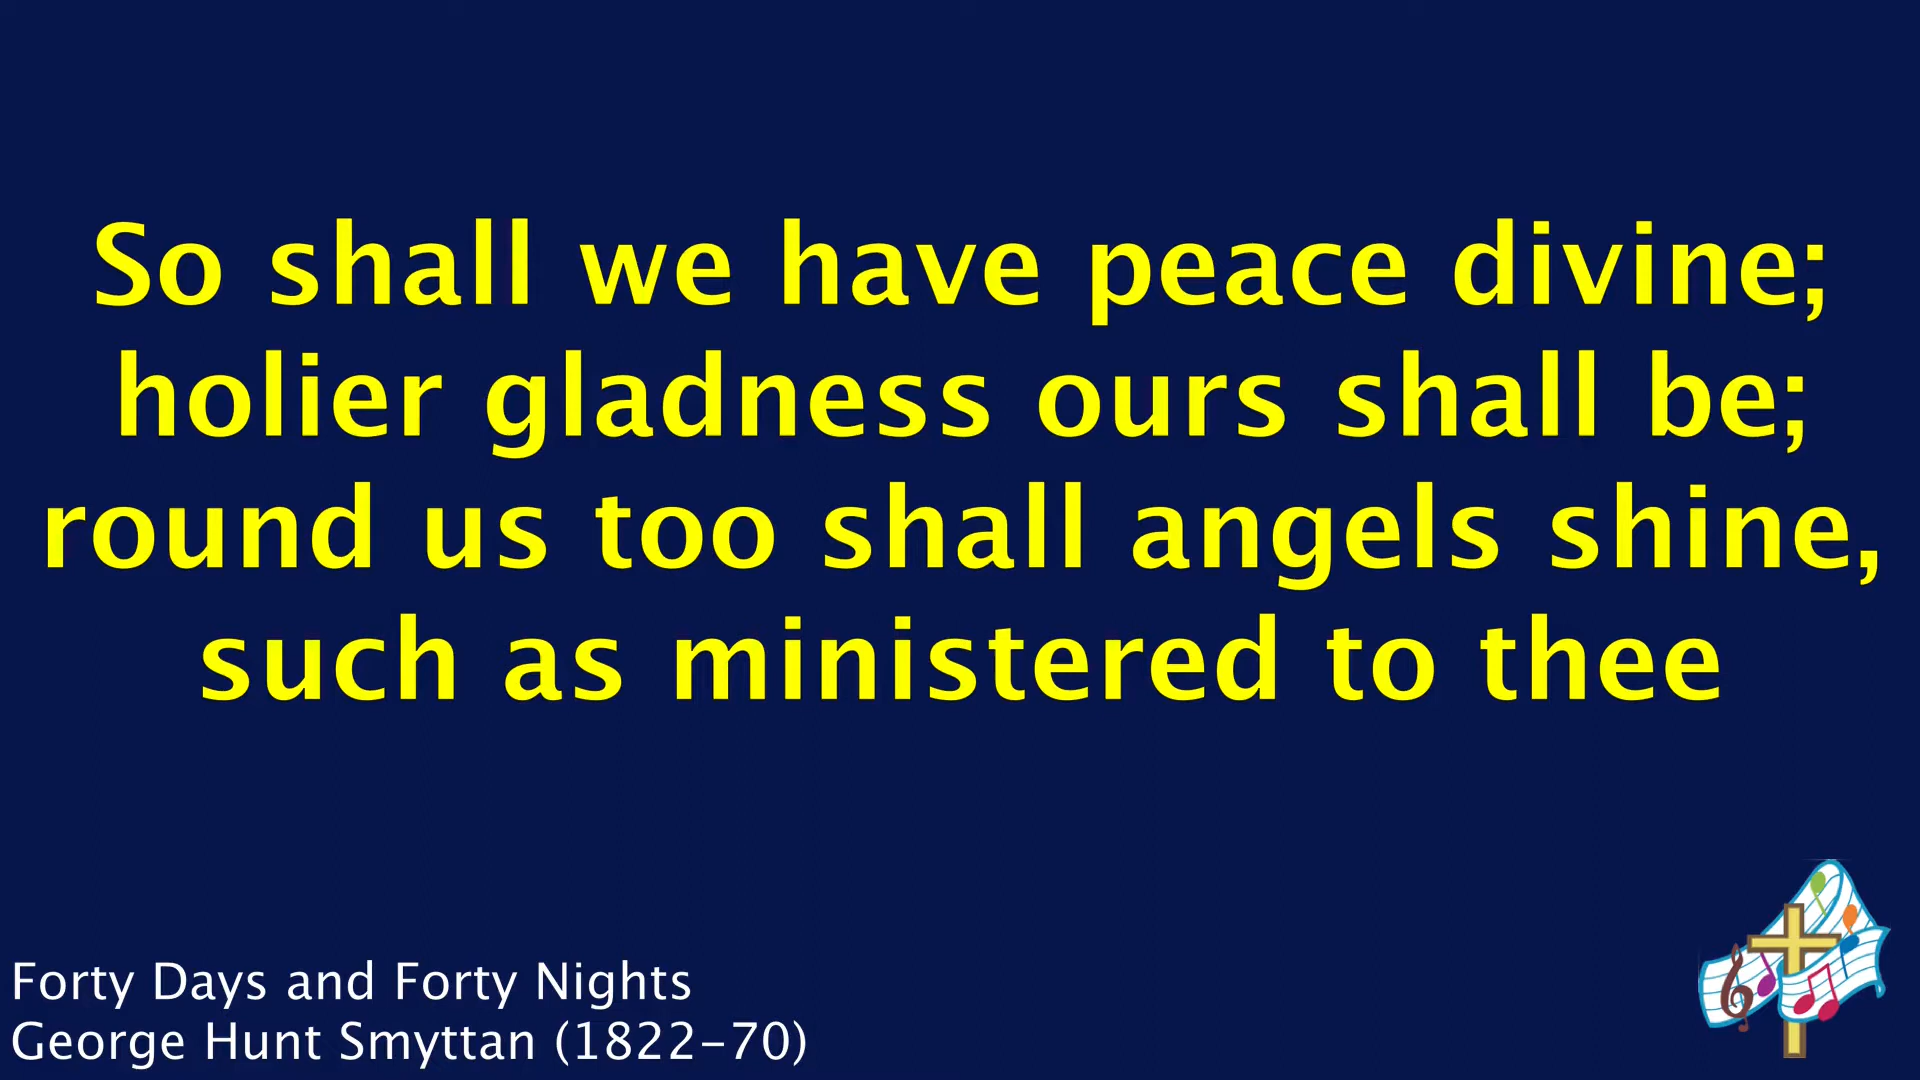 So shall we have peace divine;
holier gladness ours shall be;
round us too shall angels shine,
such as ministered to thee
Forty Days and Forty Nights
George Hunt Smyttan (1822-70)